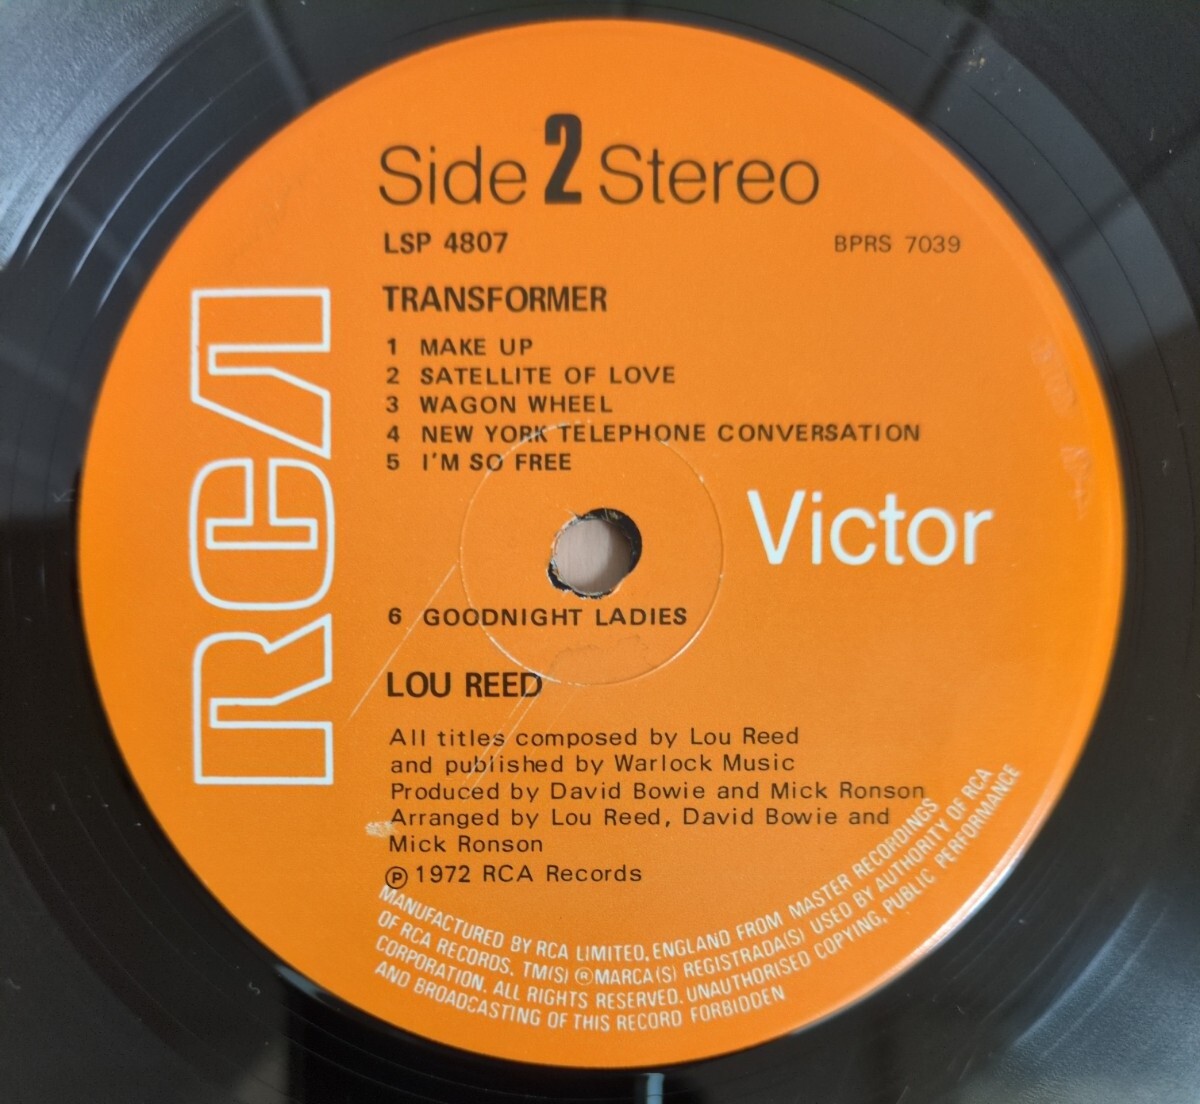 Side 2 Stereo
LSP 4807 BPRS 7039
TRANSFORMER
1 MAKE UP
2 SATELLITE OF LOVE
3 WAGON WHEEL
4 NEW YORK TELEPHONE CONVERSATION
5 I'M SO FREE
RCA
Victor
6 GOODNIGHT LADIES
LOU REED
All titles composed by Lou Reed
and published by Warlock Music
Produced by David Bowie and Mick Ronson
Arranged by Lou Reed, David Bowie and
Mick Ronson
℗ 1972 RCA Records
MANUFACTURED BY RCA LIMITED, ENGLAND FROM MASTER RECORDINGS
OF RCA RECORDS. TM(S) ® MARCA(S) REGISTRADA(S) USED BY AUTHORITY OF RCA
CORPORATION. ALL RIGHTS RESERVED. UNAUTHORISED COPYING, PUBLIC PERFORMANCE
AND BROADCASTING OF THIS RECORD FORBIDDEN